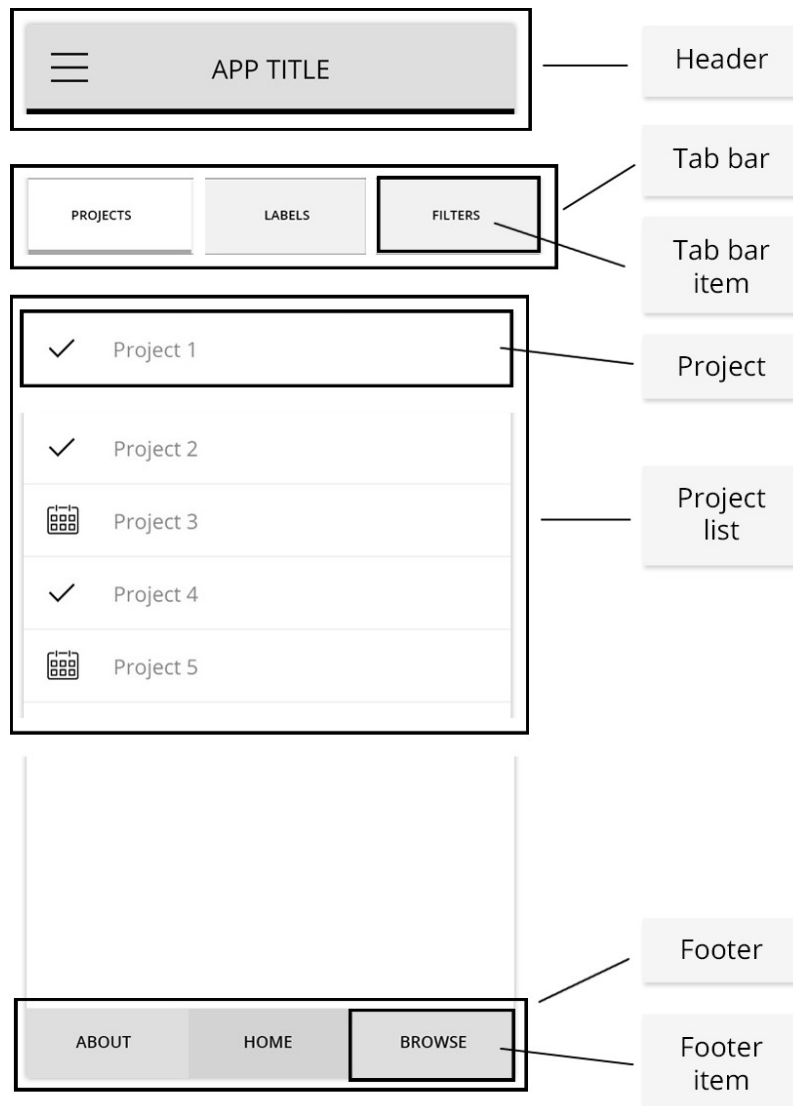 APP TITLE
Header
Tab bar
PROJECTS
LABELS
FILTERS
Tab bar
item
Project 1
Project
Project 2
Project
list
Project 3
Project 4
Project 5
Footer
ABOUT
HOME
BROWSE
Footer
item